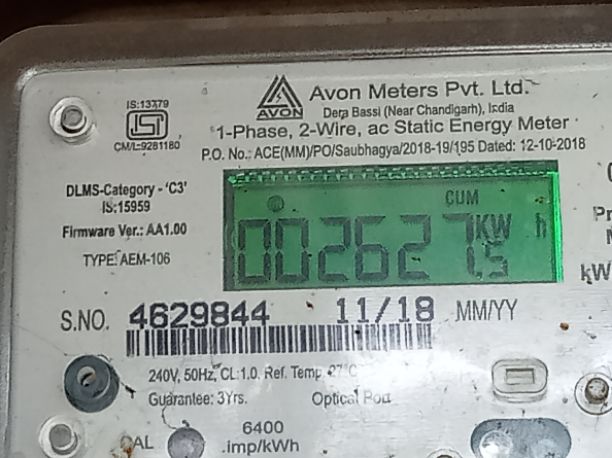 IS:13779
CM/L:9281180
AVON
Avon Meters Pvt. Ltd.
Dera Bassi (Near Chandigarh), India
1-Phase, 2-Wire, ac Static Energy Meter
P.O. No.: ACE(MM)/PO/Saubhagya/2018-19/195 Dated: 12-10-2018
DLMS-Category - 'C3'
IS:15959
Firmware Ver.: AA1.00
TYPE: AEM-106
CUM
002627.5 KW h
S.NO. 4629844 11/18 MM/YY
240V, 50Hz, CL:1.0. Ref. Temp. 27°C
Guarantee: 3Yrs. Optical Port
CAL
6400
imp/kWh
kW